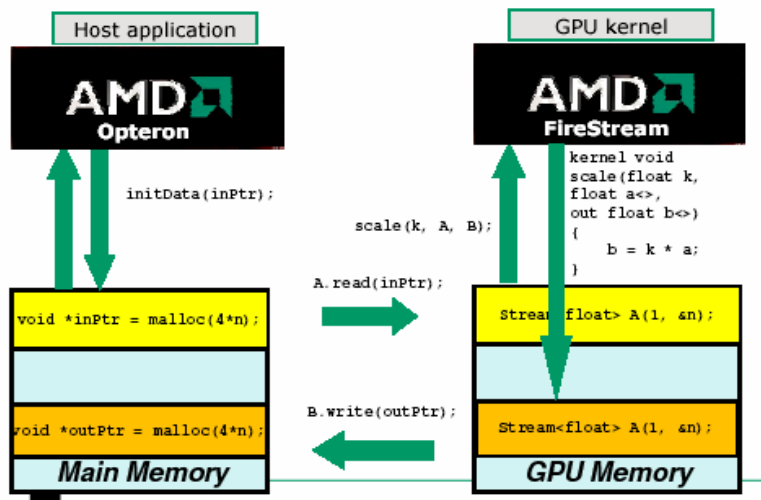 Host application
GPU kernel
AMD
Opteron
AMD
FireStream
initData(inPtr);
kernel void
scale(float k,
float a<>,
out float b<>)
{
b = k * a;
}
scale(k, A, B);
A.read(inPtr);
void *inPtr = malloc(4*n);
Stream<float> A(1, &n);
B.write(outPtr);
void *outPtr = malloc(4*n);
Stream<float> A(1, &n);
Main Memory
GPU Memory